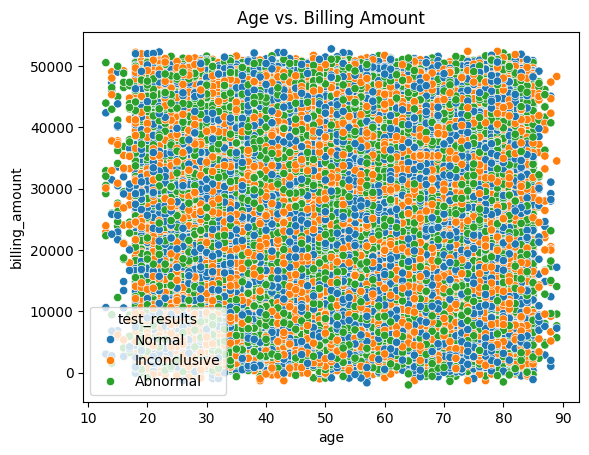 Age vs. Billing Amount
billing_amount
50000
40000
30000
20000
10000
0
test_results
Normal
Inconclusive
Abnormal
10 20 30 40 50 60 70 80 90
age